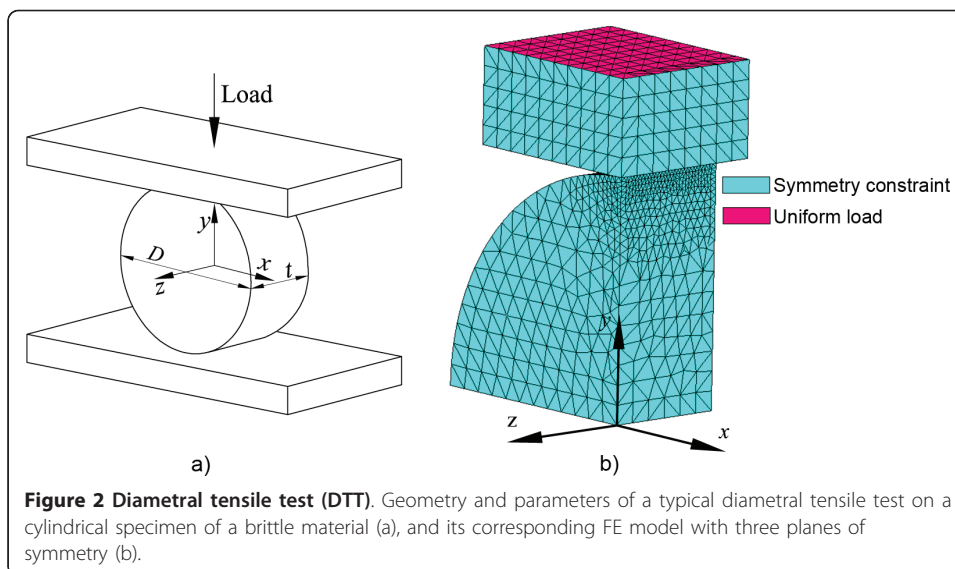 Load
y
D
x
t
z
a)
Symmetry constraint
Uniform load
y
z
x
b)
Figure 2 Diametral tensile test (DTT). Geometry and parameters of a typical diametral tensile test on a
cylindrical specimen of a brittle material (a), and its corresponding FE model with three planes of
symmetry (b).